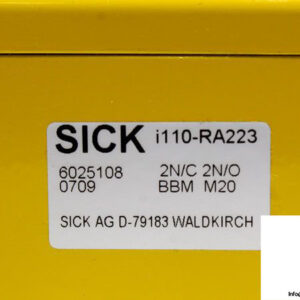 SICK i110-RA223
6025108 2N/C 2N/O
0709 BBM M20
SICK AG D-79183 WALDKIRCH